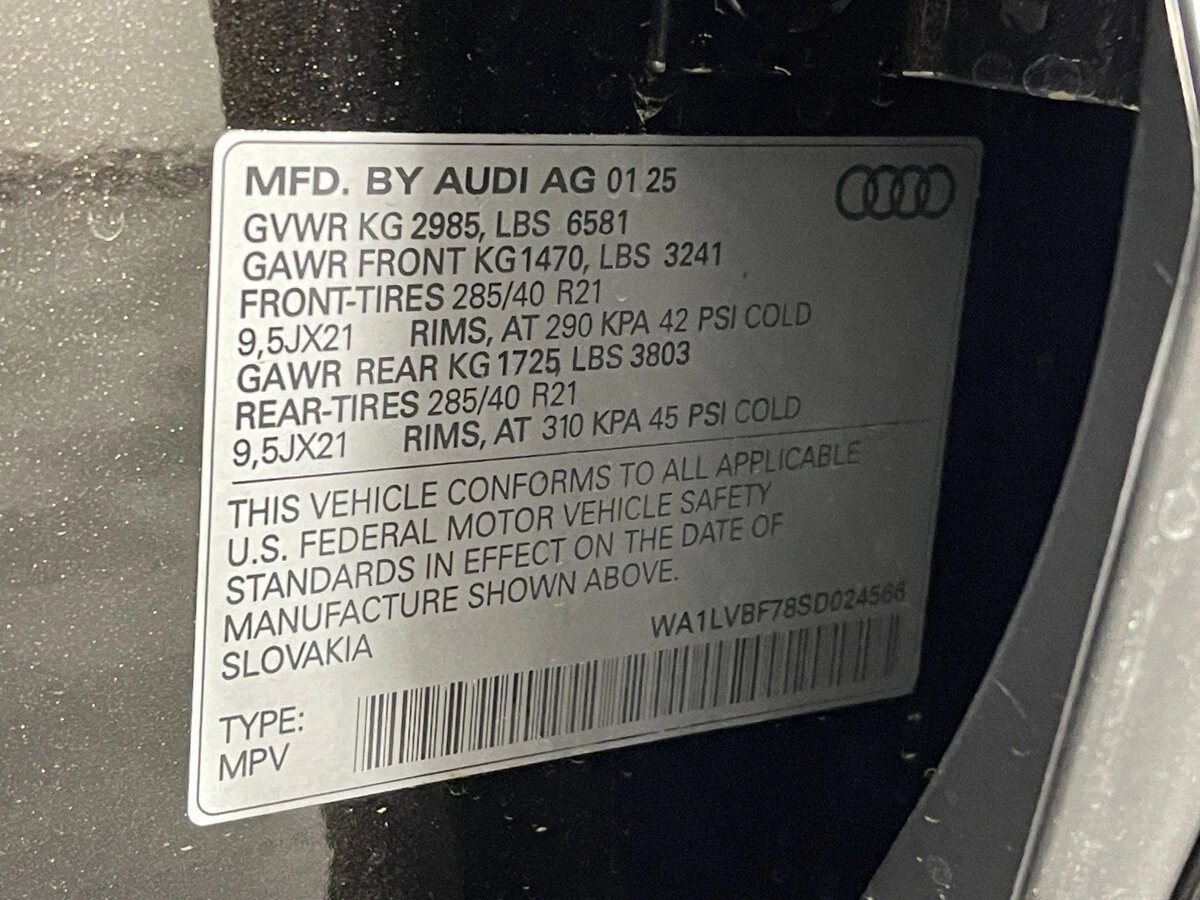 MFD. BY AUDI AG 01 25
GVWR KG 2985, LBS 6581
GAWR FRONT KG1470, LBS 3241
FRONT-TIRES 285/40 R21
9,5JX21 RIMS, AT 290 KPA 42 PSI COLD
GAWR REAR KG 1725, LBS 3803
REAR-TIRES 285/40 R21
9,5JX21 RIMS, AT 310 KPA 45 PSI COLD
THIS VEHICLE CONFORMS TO ALL APPLICABLE
U.S. FEDERAL MOTOR VEHICLE SAFETY
STANDARDS IN EFFECT ON THE DATE OF
MANUFACTURE SHOWN ABOVE.
SLOVAKIA
WA1LVBF78SD024566
TYPE:
MPV